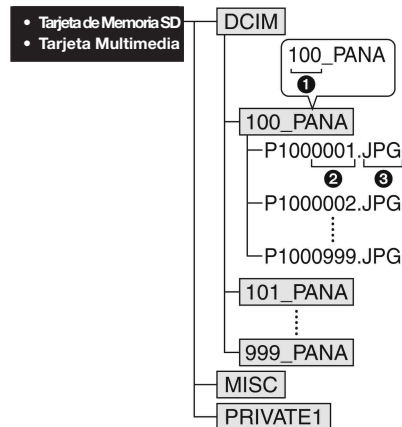 • Tarjeta de Memoria SD
• Tarjeta Multimedia
DCIM
100_PANA
❶
100_PANA
P1000001.JPG
❷ ❸
P1000002.JPG
P1000999.JPG
101_PANA
999_PANA
MISC
PRIVATE1